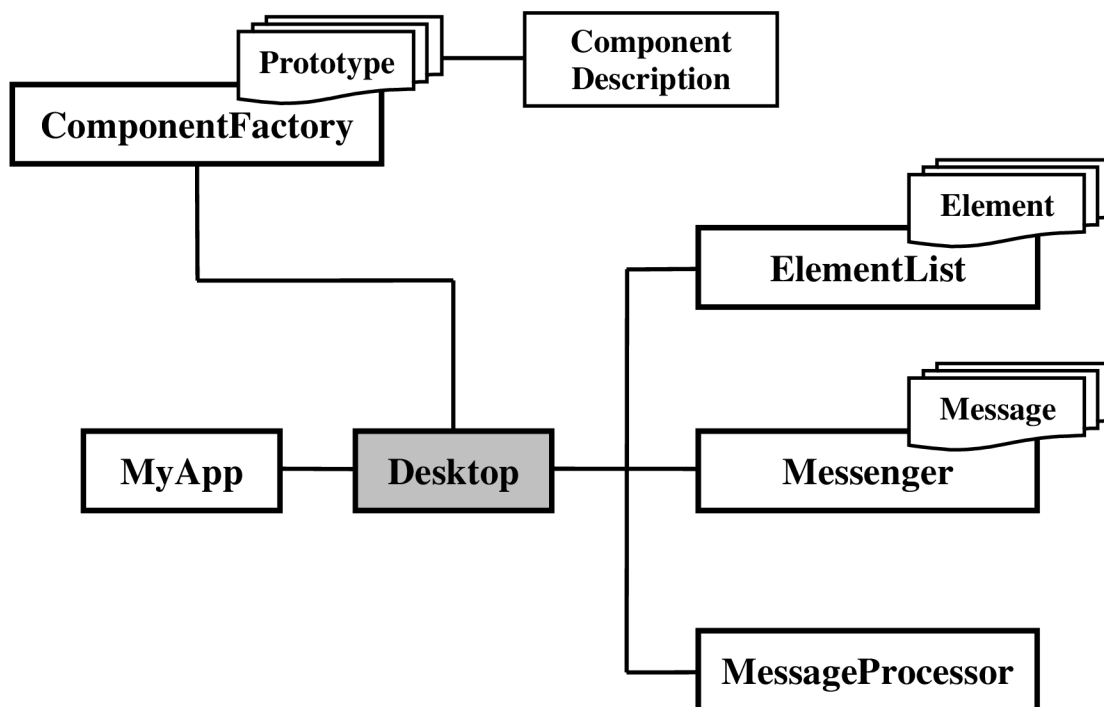 Prototype
Component
Description
ComponentFactory
Element
ElementList
Message
MyApp
Desktop
Messenger
MessageProcessor